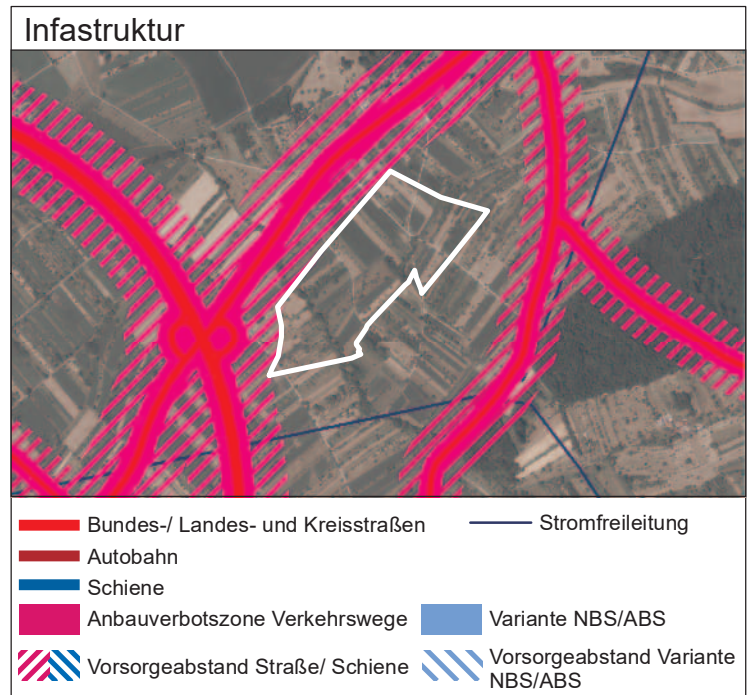 Infastruktur
Bundes-/ Landes- und Kreisstraßen
Stromfreileitung
Autobahn
Schiene
Anbauverbotszone Verkehrswege
Variante NBS/ABS
Vorsorgeabstand Straße/ Schiene
Vorsorgeabstand Variante
NBS/ABS